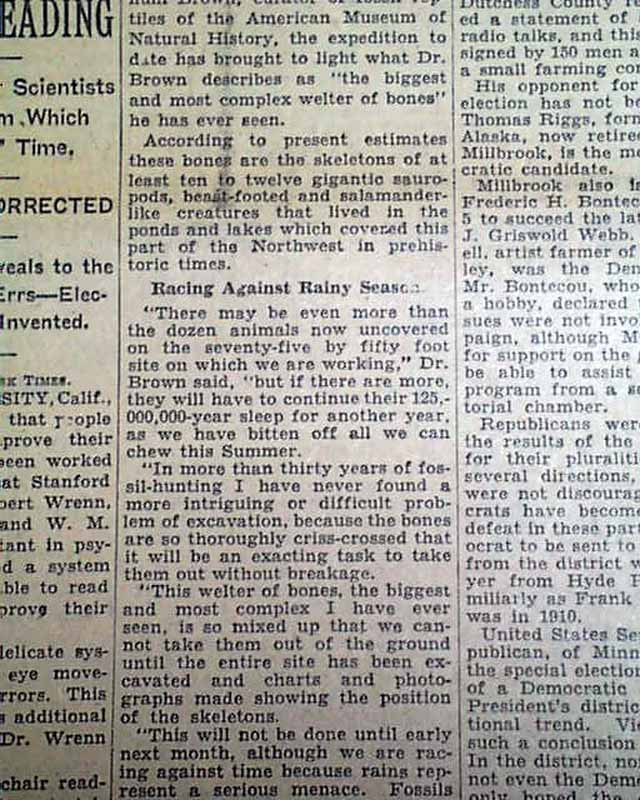 EADING
Scientists
m Which
" Time.
ORRECTED
veals to the
Errs—Elec-
Invented.
TIMES.
SITY, Calif.,
that people
prove their
been worked
at Stanford
bert Wrenn,
and W. M.
tant in psy-
d a system
ble to read
prove their
delicate sys-
eye move-
rrors. This
s additional
Dr. Wrenn
chair read-
tiles of the American Museum of
Natural History, the expedition to
date has brought to light what Dr.
Brown describes as "the biggest
and most complex welter of bones"
he has ever seen.
According to present estimates
these bones are the skeletons of at
least ten to twelve gigantic sauro-
pods, beast-footed and salamander-
like creatures that lived in the
ponds and lakes which covered this
part of the Northwest in prehis-
toric times.
Racing Against Rainy Season.
"There may be even more than
the dozen animals now uncovered
on the seventy-five by fifty foot
site on which we are working," Dr.
Brown said, "but if there are more,
they will have to continue their 125,-
000,000-year sleep for another year,
as we have bitten off all we can
chew this Summer.
"In more than thirty years of fos-
sil-hunting I have never found a
more intriguing or difficult prob-
lem of excavation, because the bones
are so thoroughly criss-crossed that
it will be an exacting task to take
them out without breakage.
"This welter of bones, the biggest
and most complex I have ever
seen, is so mixed up that we can-
not take them out of the ground
until the entire site has been ex-
cavated and charts and photo-
graphs made showing the position
of the skeletons.
"This will not be done until early
next month, although we are rac-
ing against time because rains rep-
resent a serious menace. Fossils
Dutchess County
ed a statement of
radio talks, and this
signed by 150 men a
a small farming co
His opponent for
election has not be
Thomas Riggs, form
Alaska, now retire
Millbrook, is the m
cratic candidate.
Millbrook also i
Frederic H. Bontec
5 to succeed the la
J. Griswold Webb.
ell, artist farmer of
ley, was the Dem
Mr. Bontecou, who
a hobby, declared
sues were not invo
paign, although M
for support on the
be able to assist
program from a s
torial chamber.
Republicans were
the results of the
for their pluraliti
several directions,
were not discoura
crats have become
defeat in these part
ocrat to be sent to
from the district w
yer from Hyde
miliarly as Frank
was in 1910.
United States Se
publican, of Minn
the special election
of a Democratic
President's distric
tional trend. Vi
such a conclusion
In the district, no
not even the Dem
only hoped the